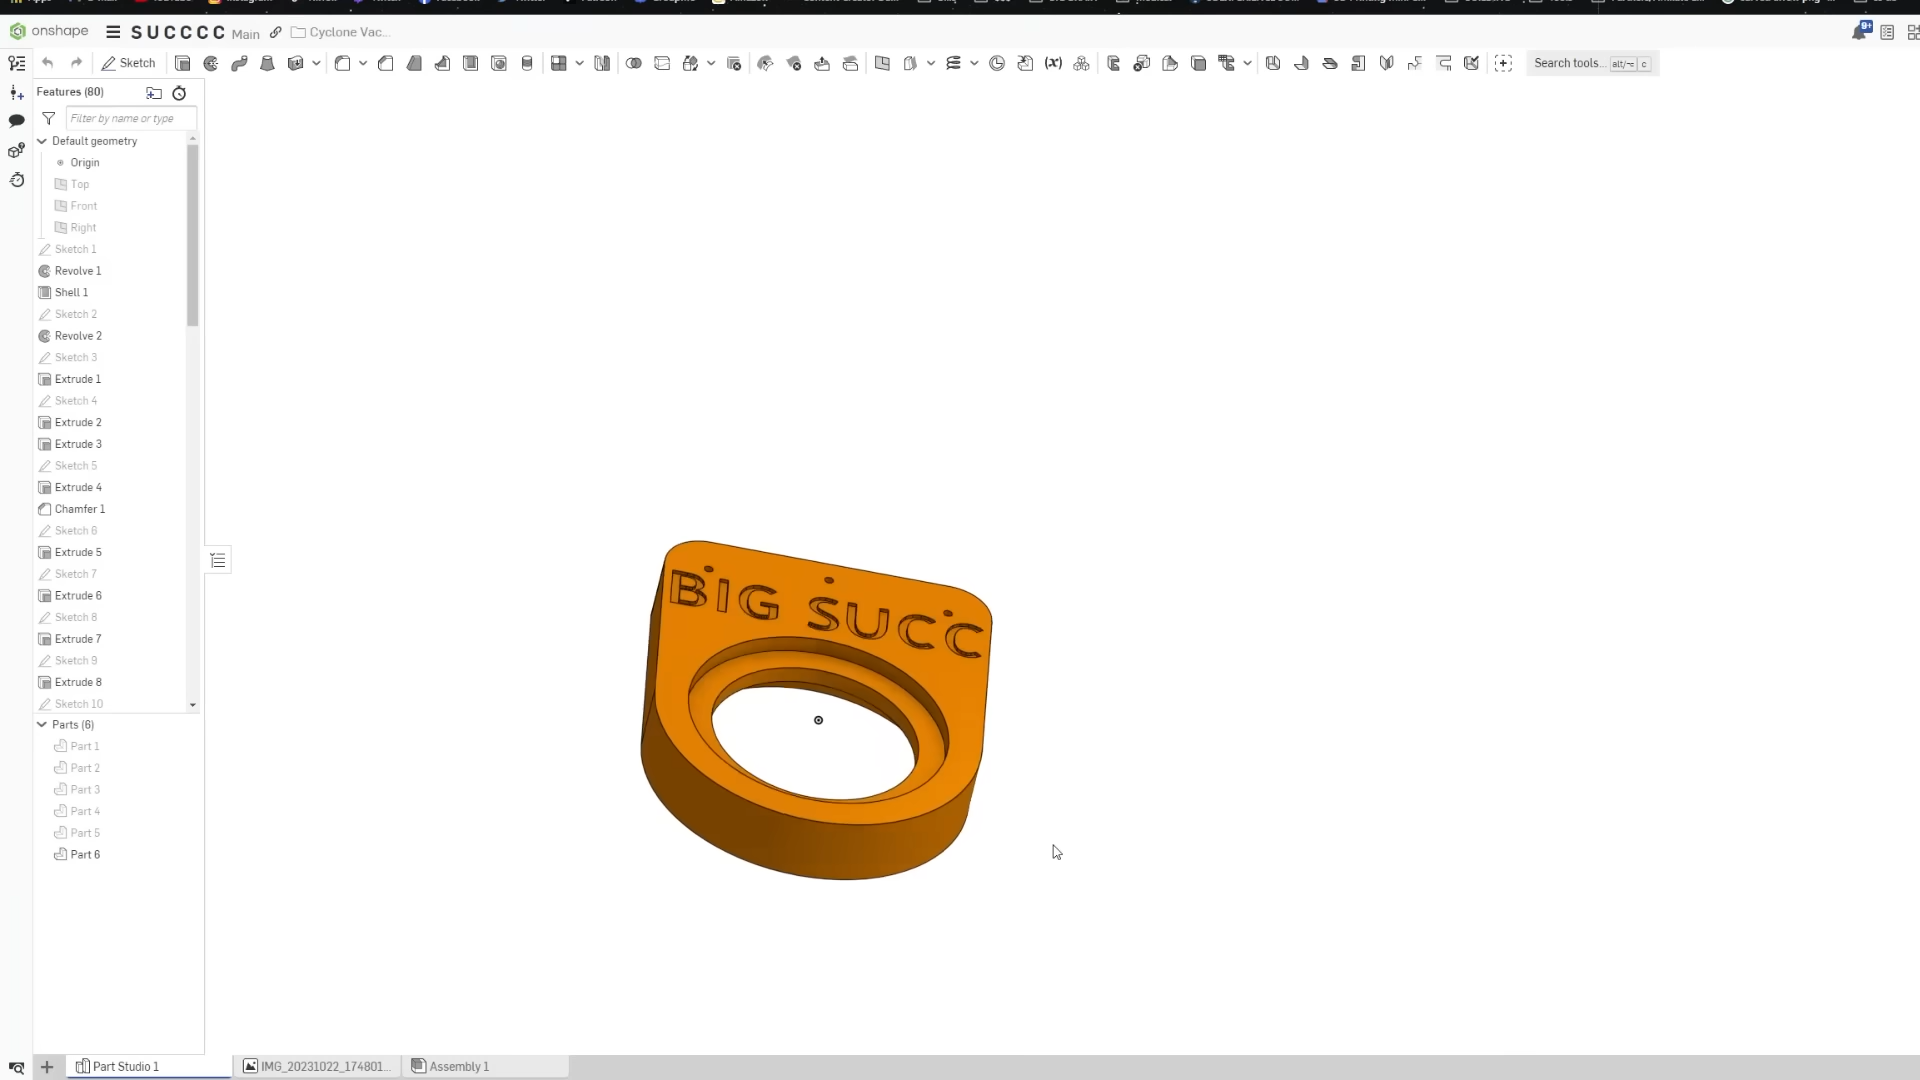 onshape
SUCCCC Main
Cyclone Vac...
9+
Sketch
Search tools... alt/⌥ c
Features (80)
Filter by name or type
Default geometry
Origin
Top
Front
Right
Sketch 1
Revolve 1
Shell 1
Sketch 2
Revolve 2
Sketch 3
Extrude 1
Sketch 4
Extrude 2
Extrude 3
Sketch 5
Extrude 4
Chamfer 1
Sketch 6
Extrude 5
Sketch 7
Extrude 6
Sketch 8
Extrude 7
Sketch 9
Extrude 8
Sketch 10
Parts (6)
Part 1
Part 2
Part 3
Part 4
Part 5
Part 6
BIG SUCC
Part Studio 1
IMG_20231022_174801...
Assembly 1